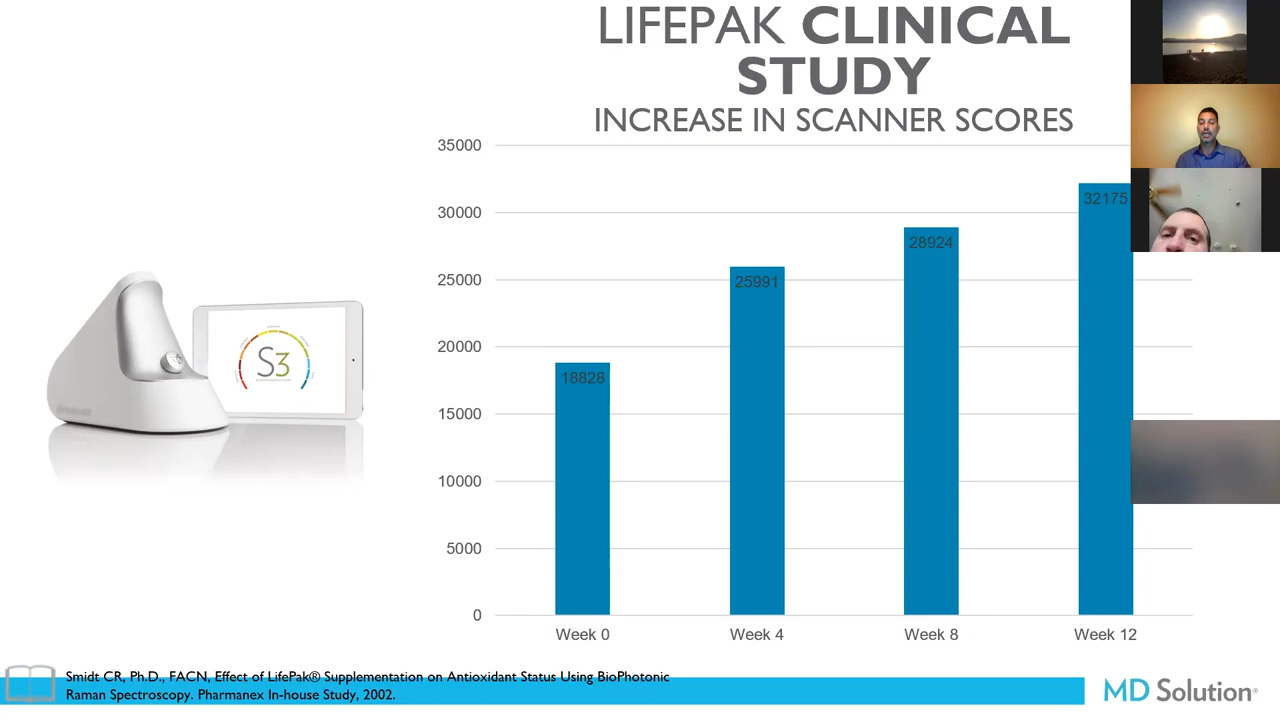 LIFEPAK CLINICAL
STUDY
INCREASE IN SCANNER SCORES
35000
30000
25000
20000
15000
10000
5000
0
18828
25991
28924
32175
Week 0
Week 4
Week 8
Week 12
S3
Smidt CR, Ph.D., FACN, Effect of LifePak® Supplementation on Antioxidant Status Using BioPhotonic
Raman Spectroscopy. Pharmanex In-house Study, 2002.
MD Solution®